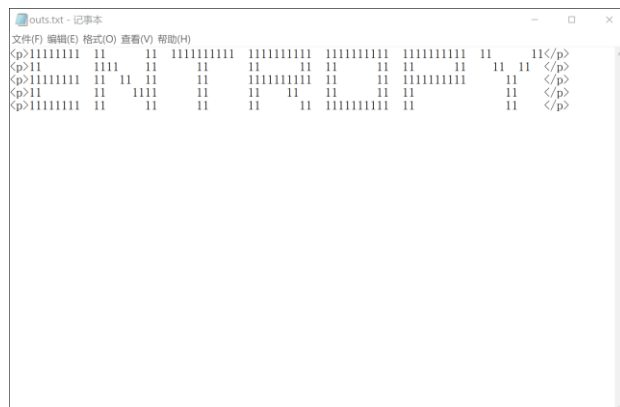 outs.txt - 记事本
文件(F) 编辑(E) 格式(O) 查看(V) 帮助(H)
<p>11111111  11      11  1111111111  1111111111  1111111111  1111111111  11      11</p>
<p>11        1111    11      11      11      11  11      11  11      11    11  11  </p>
<p>11111111  11  11  11      11      1111111111  11      11  1111111111      11    </p>
<p>11        11    1111      11      11    11    11      11  11              11    </p>
<p>11111111  11      11      11      11      11  1111111111  11              11    </p>